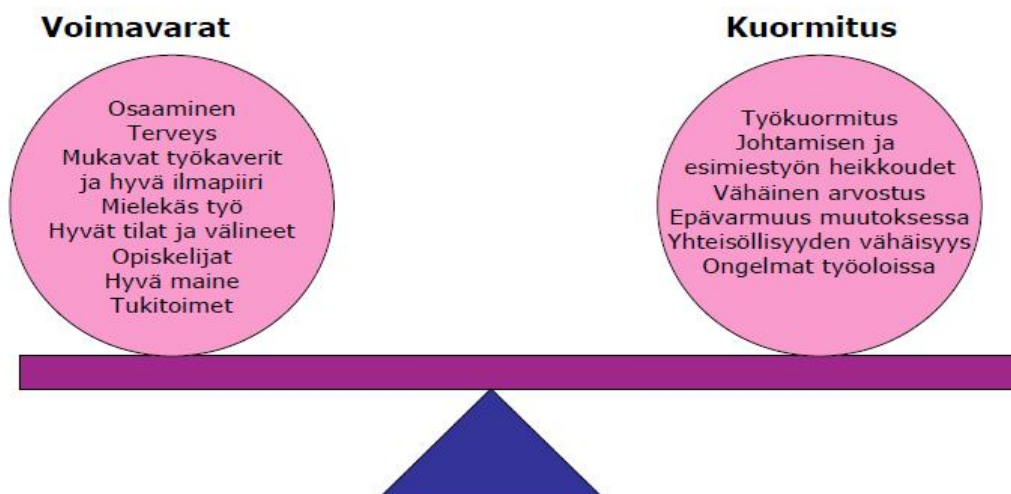 Voimavarat
Osaaminen
Terveys
Mukavat työkaverit
ja hyvä ilmapiiri
Mielekäs työ
Hyvät tilat ja välineet
Opiskelijat
Hyvä maine
Tukitoimet
Kuormitus
Työkuormitus
Johtamisen ja
esimiestyön heikkoudet
Vähäinen arvostus
Epävarmuus muutoksessa
Yhteisöllisyyden vähäisyys
Ongelmat työoloissa